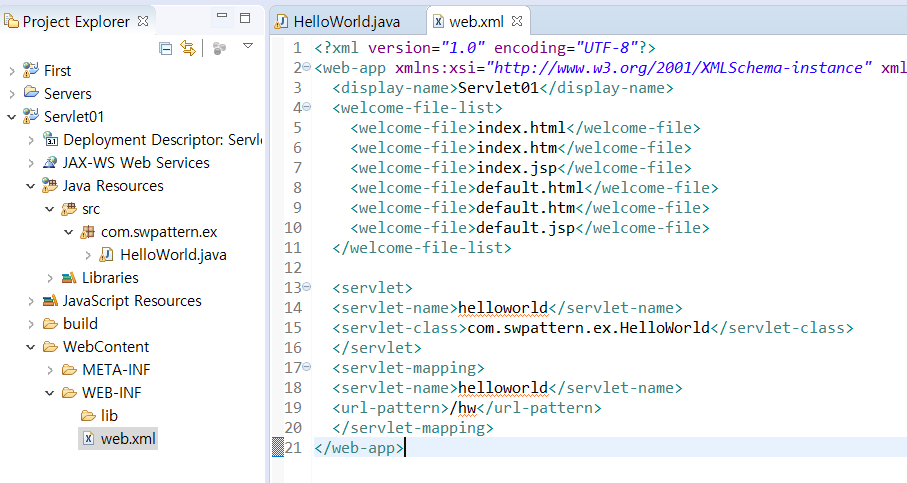 Project Explorer
First
Servers
Servlet01
Deployment Descriptor: Servle
JAX-WS Web Services
Java Resources
src
com.swpattern.ex
HelloWorld.java
Libraries
JavaScript Resources
build
WebContent
META-INF
WEB-INF
lib
web.xml
HelloWorld.java
web.xml
1 <?xml version="1.0" encoding="UTF-8"?>
2 <web-app xmlns:xsi="http://www.w3.org/2001/XMLSchema-instance" xml
3 <display-name>Servlet01</display-name>
4 <welcome-file-list>
5 <welcome-file>index.html</welcome-file>
6 <welcome-file>index.htm</welcome-file>
7 <welcome-file>index.jsp</welcome-file>
8 <welcome-file>default.html</welcome-file>
9 <welcome-file>default.htm</welcome-file>
10 <welcome-file>default.jsp</welcome-file>
11 </welcome-file-list>
12
13 <servlet>
14 <servlet-name>helloworld</servlet-name>
15 <servlet-class>com.swpattern.ex.HelloWorld</servlet-class>
16 </servlet>
17 <servlet-mapping>
18 <servlet-name>helloworld</servlet-name>
19 <url-pattern>/hw</url-pattern>
20 </servlet-mapping>
21 </web-app>